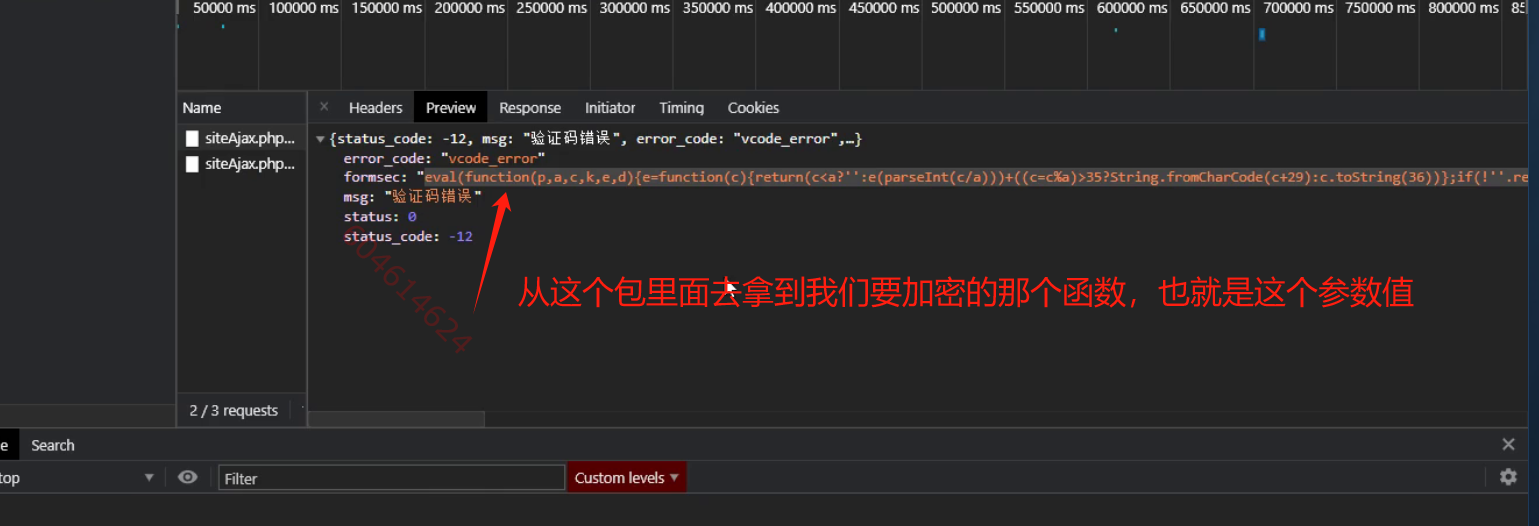 50000 ms 100000 ms 150000 ms 200000 ms 250000 ms 300000 ms 350000 ms 400000 ms 450000 ms 500000 ms 550000 ms 600000 ms 650000 ms 700000 ms 750000 ms 800000 ms 85
Name × Headers Preview Response Initiator Timing Cookies
siteAjax.php... ▼{status_code: -12, msg: "验证码错误", error_code: "vcode_error",…}
error_code: "vcode_error"
siteAjax.php...
formsec: "eval(function(p,a,c,k,e,d){e=function(c){return(c<a?'':e(parseInt(c/a)))+((c=c%a)>35?String.fromCharCode(c+29):c.toString(36))};if(!''.re
msg: "验证码错误"
status: 0
status_code: -12
604614624
从这个包里面去拿到我们要加密的那个函数，也就是这个参数值
2 / 3 requests
e Search ×
top ▼ Filter Custom levels ▼